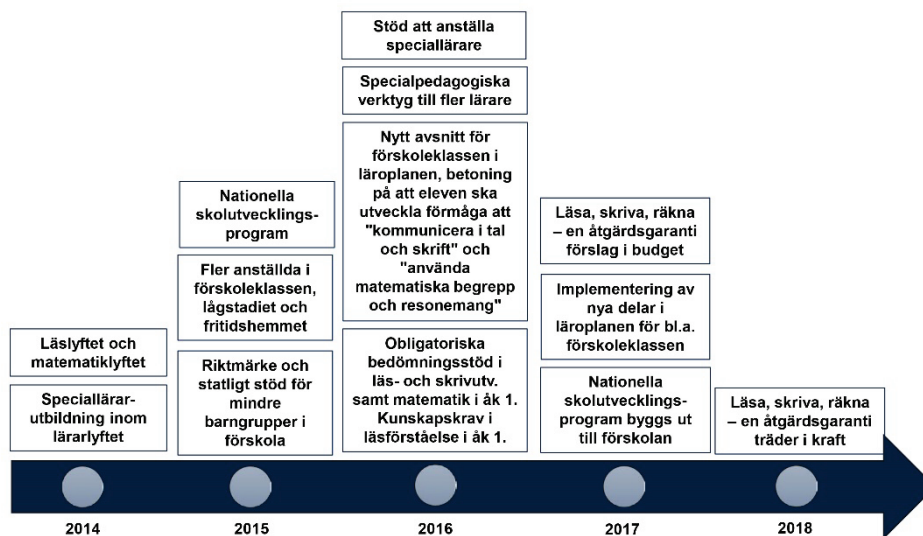 Läslyftet och
matematiklyftet
Speciallärar-
utbildning inom
lärarlyftet
Nationella
skolutvecklings-
program
Fler anställda i
förskoleklassen,
lågstadiet och
fritidshemmet
Riktmärke och
statligt stöd för
mindre
barngrupper i
förskola
Stöd att anställa
speciallärare
Specialpedagogiska
verktyg till fler lärare
Nytt avsnitt för
förskoleklassen i
läroplanen, betoning
på att eleven ska
utveckla förmåga att
"kommunicera i tal
och skrift" och
"använda
matematiska begrepp
och resonemang"
Obligatoriska
bedömningsstöd i
läs- och skrivutv.
samt matematik i åk 1.
Kunskapskrav i
läsförståelse i åk 1.
Läsa, skriva, räkna
– en åtgärdsgaranti
förslag i budget
Implementering av
nya delar i
läroplanen för bl.a.
förskoleklassen
Nationella
skolutvecklings-
program byggs ut
till förskolan
Läsa, skriva, räkna
– en åtgärdsgaranti
träder i kraft
2014
2015
2016
2017
2018